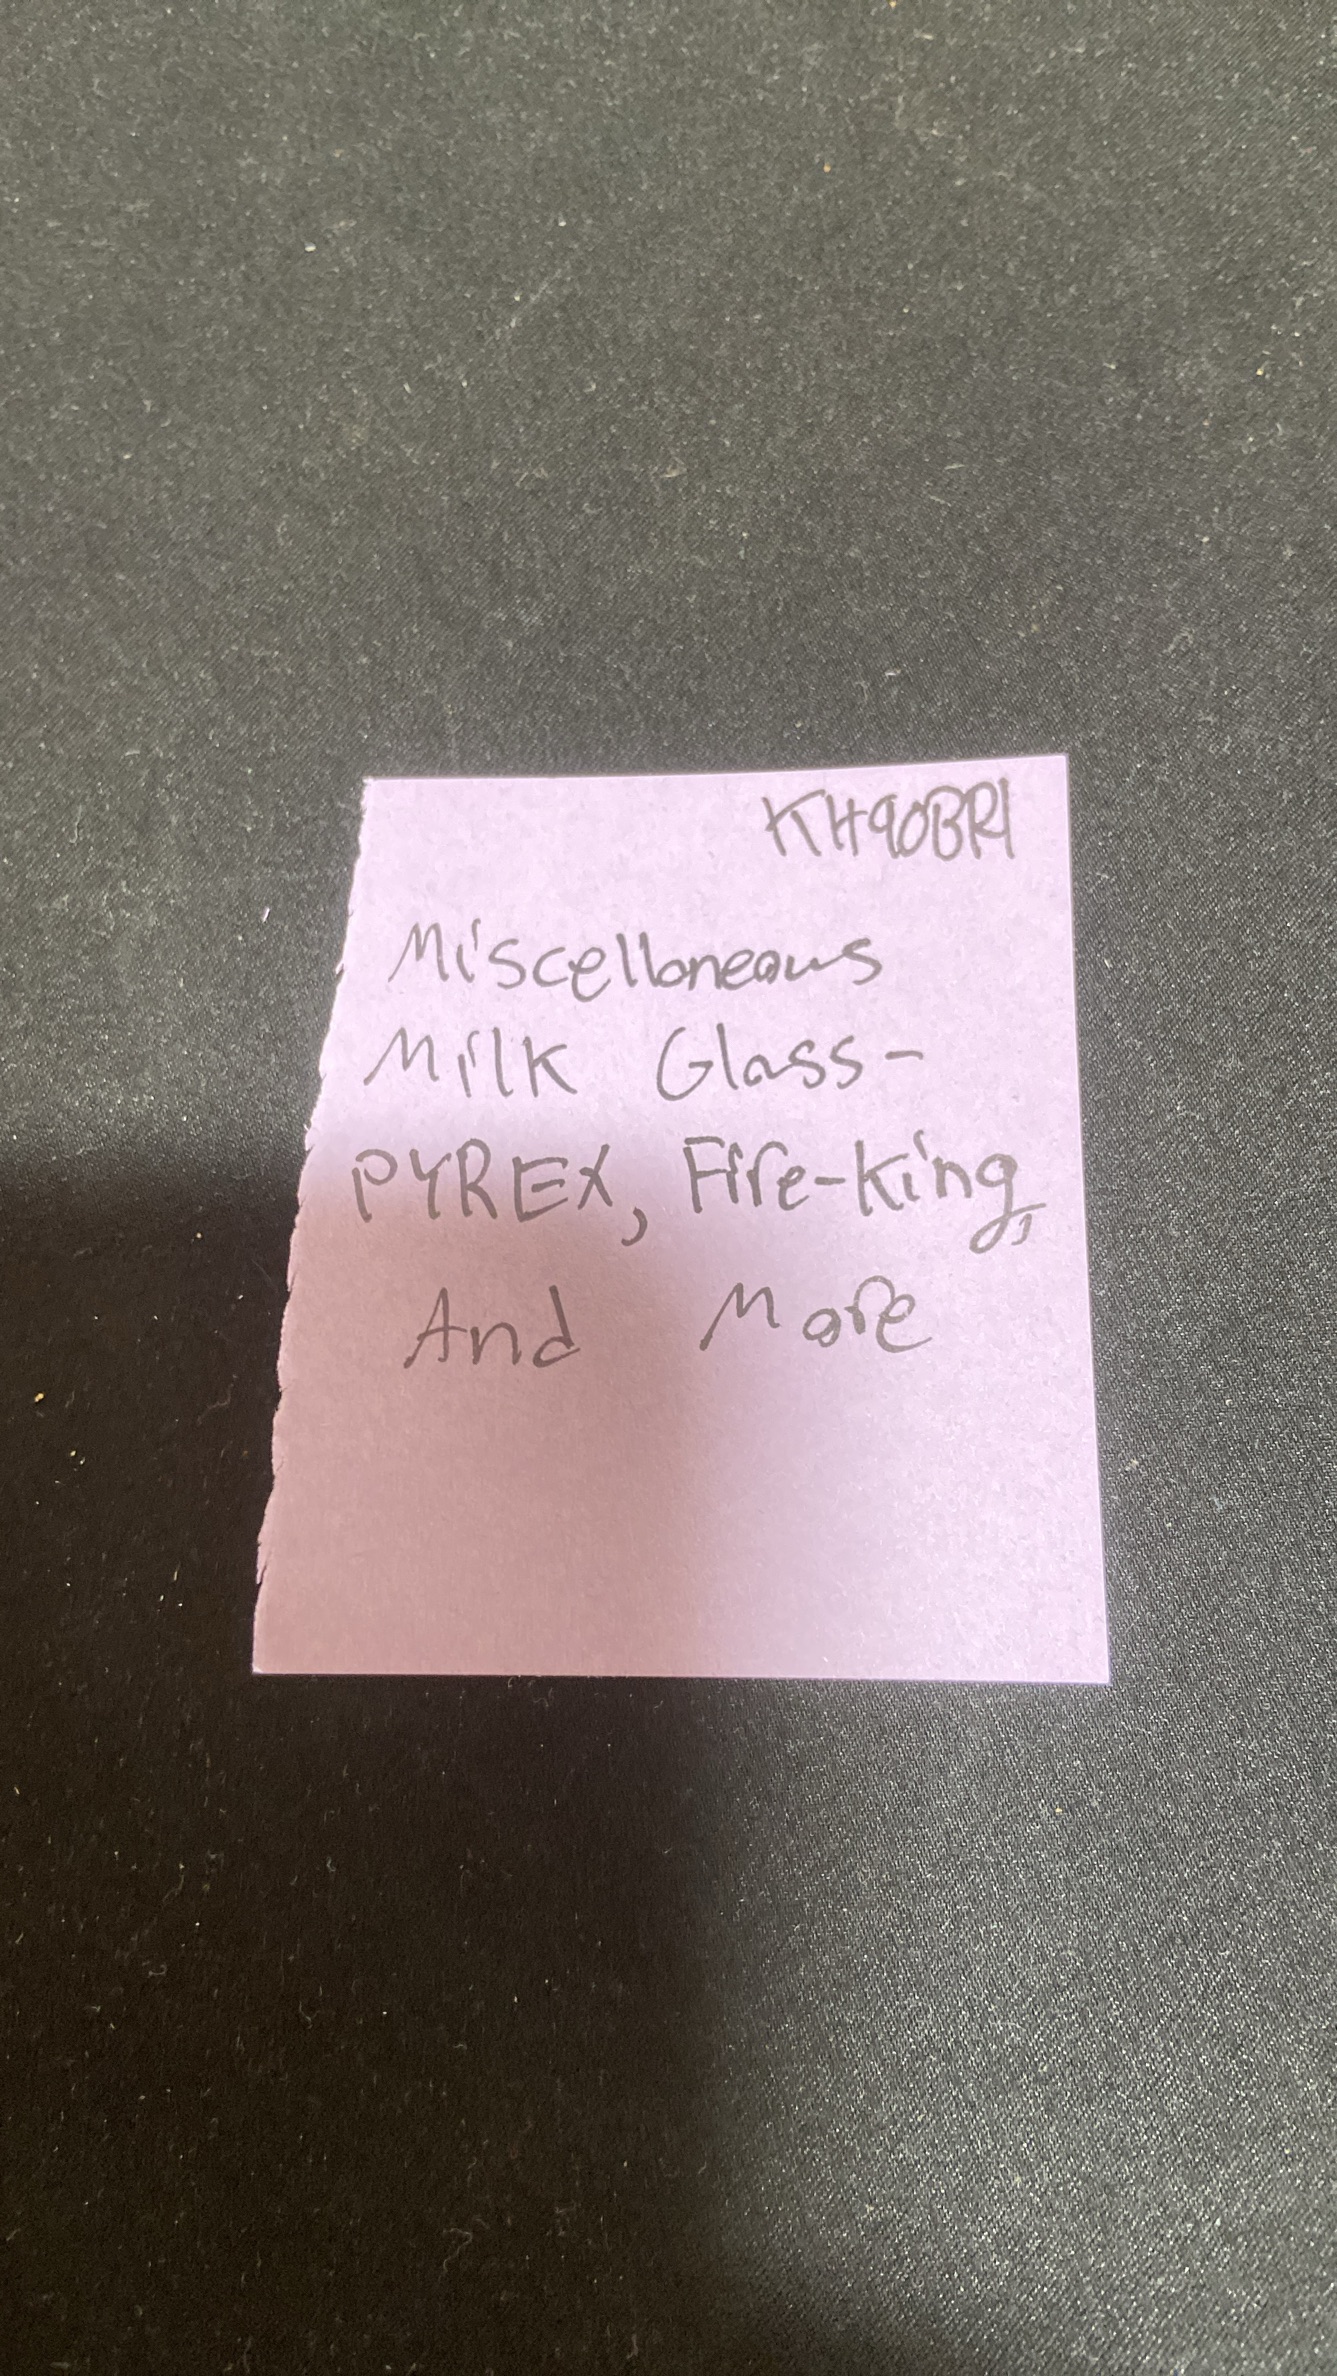 KH90BR1
Miscellaneous
Milk Glass-
PYREX, Fire-King,
And More